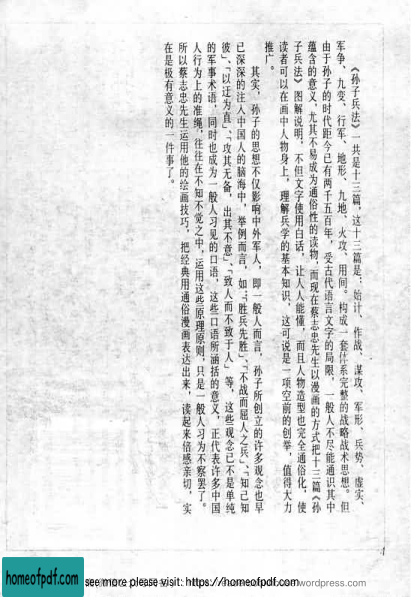 《孙子兵法》一共是十三篇，这十三篇是：始计、作战、谋攻、军形、兵势、虚实、
军争、九变、行军、地形、九地、火攻、用间。构成一套体系完整的战略战术思想。但
由于孙子的时代距今已有两千五百年，受古代语言文字的局限，一般人不尽能通识其中
蕴含的意义，尤其不易成为通俗性的读物，而现在蔡志忠先生以漫画的方式把十三篇《孙
子兵法》图解说明，不但文字使用白话，让人人能懂，而且人物造型也完全通俗化，使
读者可以在画中人物身上，理解兵学的基本知识，这可说是一项空前的创举，值得大力
推广。
其实，孙子的思想不仅影响中外军人，即一般人而言，孙子所创立的许多观念也早
已深深的注入中国人的脑海中，举例而言，如：“胜兵先胜”、“不战而屈人之兵”、“知己知
彼”、“以迂为直”、“攻其无备，出其不意”、“致人而不致于人”等，这些观念已不是单纯
的军事术语，同时也成为一般人习见的口语，这些口语所涵括的意义，正代表许多中国
人行为上的准绳，往往在不知不觉之中，运用这些原理原则，只是一般人习为不察罢了。
所以蔡志忠先生运用他的绘画技巧，把经典用通俗漫画表达出来，读起来倍感亲切，实
在是极有意义的一件事了。
1
homeofpdf.com
see more please visit: https://homeofpdf.com
wordpress.com